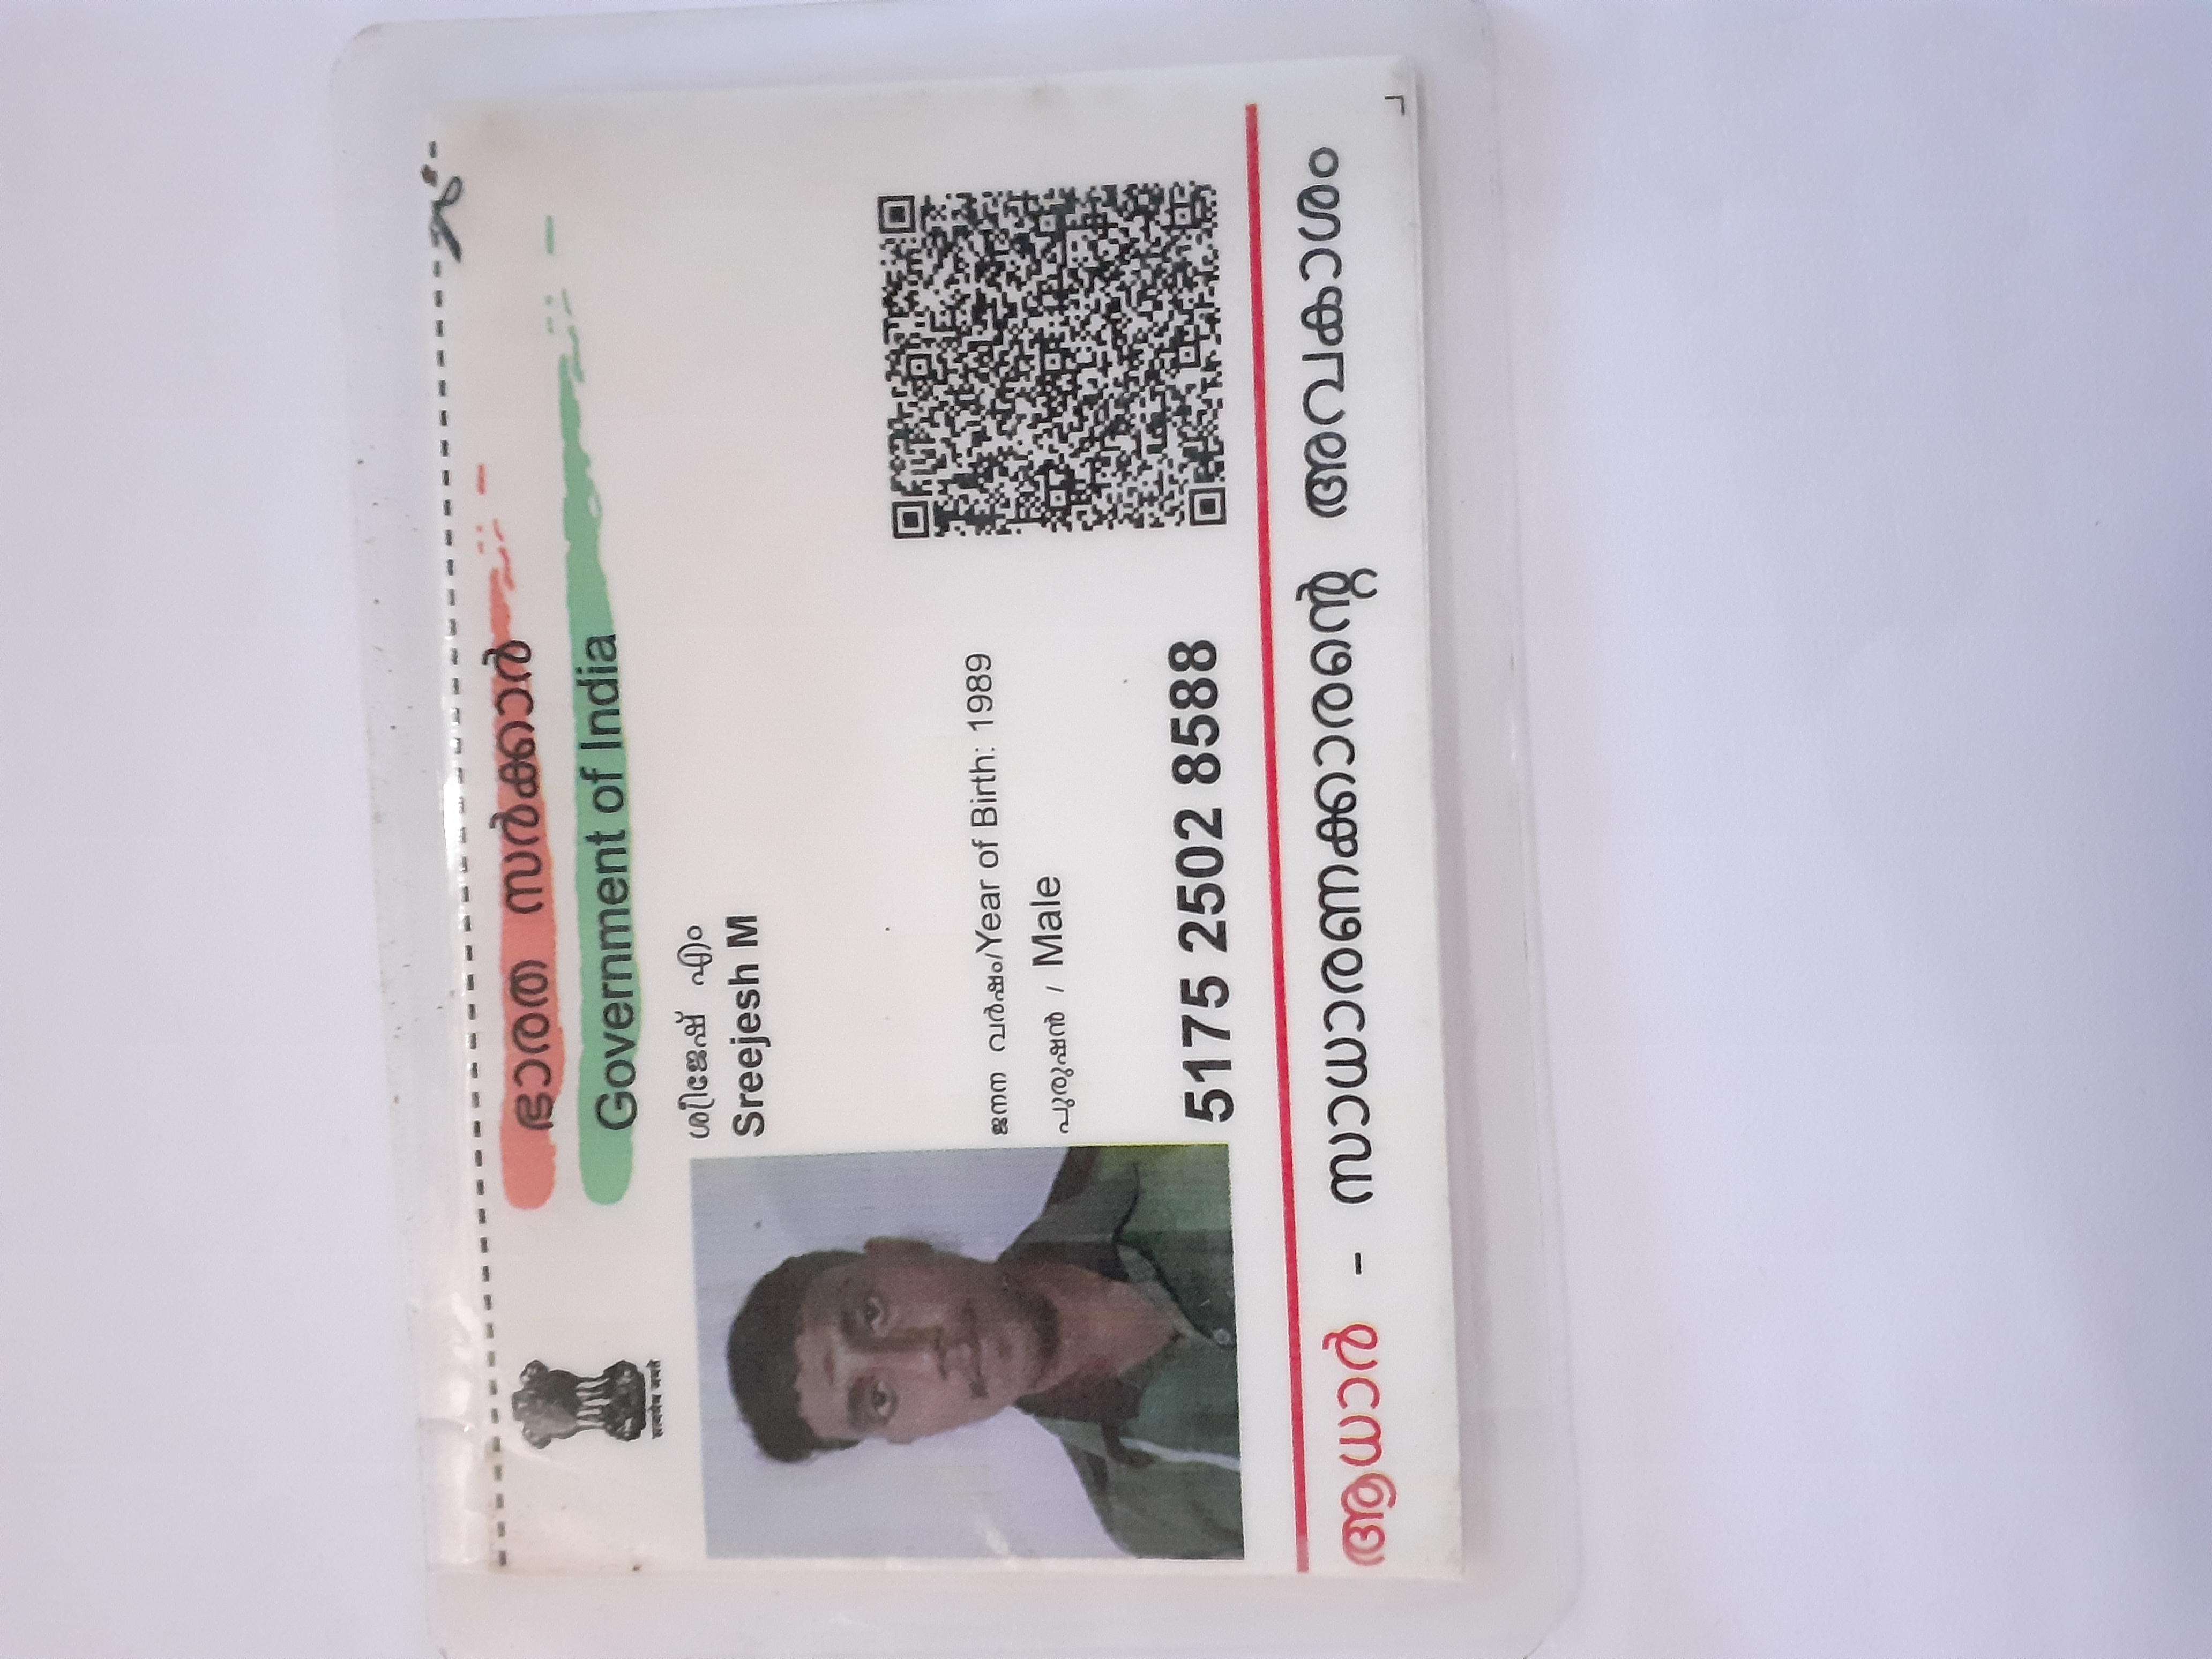 ഭാരത സർക്കാർ
Government of India
ശ്രീജേഷ് എം
Sreejesh M
ജനന വർഷം/Year of Birth: 1989
പുരുഷൻ / Male
5175 2502 8588
ആധാർ - സാധാരണക്കാരന്റെ അവകാശം